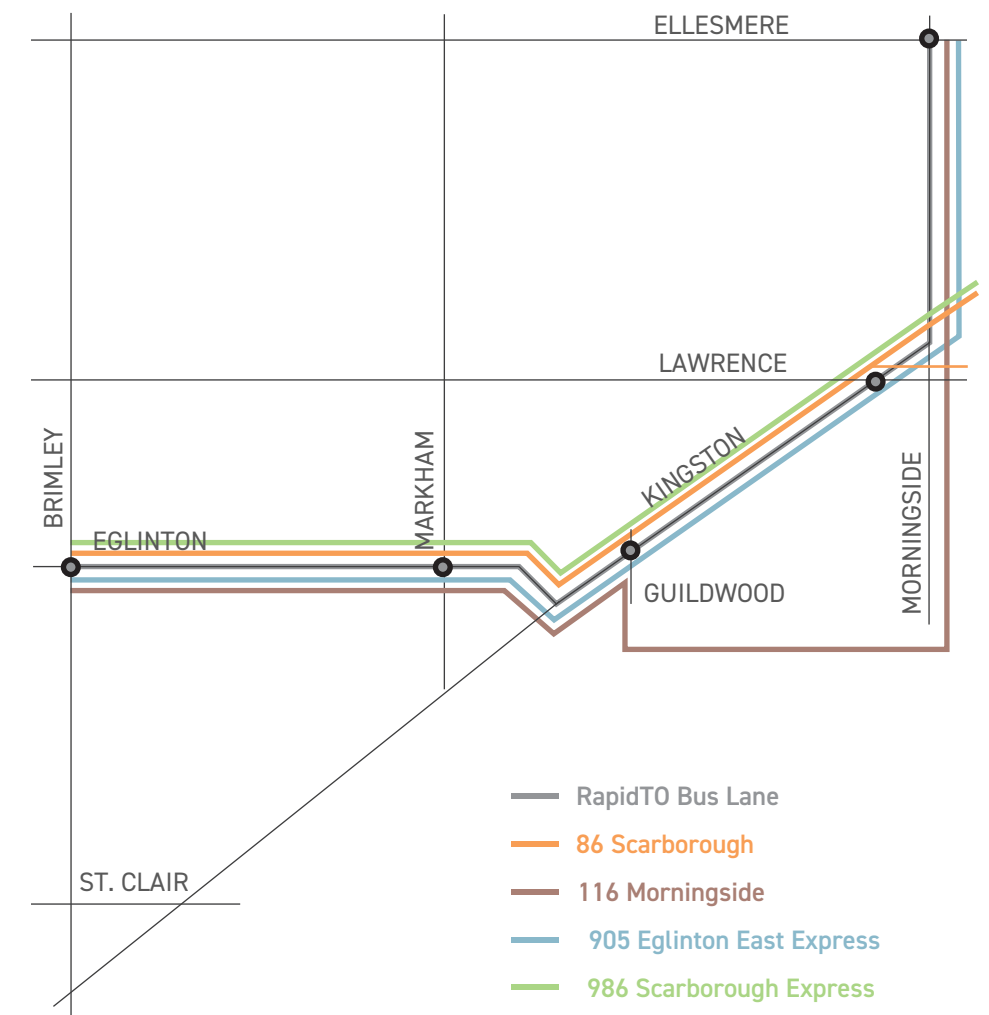 ELLESMERE
LAWRENCE
BRIMLEY
MARKHAM
KINGSTON
MORNINGSIDE
EGLINTON
GUILDWOOD
ST. CLAIR
RapidTO Bus Lane
86 Scarborough
116 Morningside
905 Eglinton East Express
986 Scarborough Express